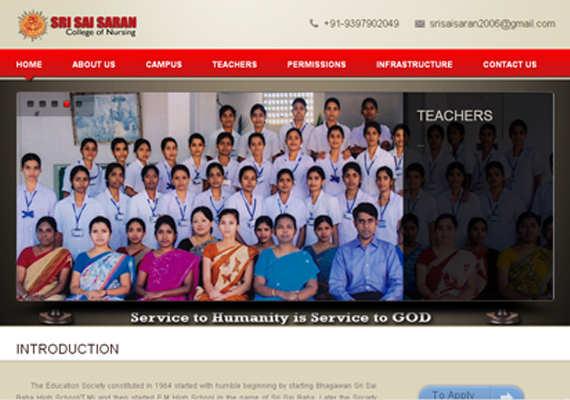 SRI SAI SARAN
College of Nursing
+91-9397902049
srisaisaran2006@gmail.com
HOME ABOUT US CAMPUS TEACHERS PERMISSIONS INFRASTRUCTURE CONTACT US
TEACHERS
...
Service to Humanity is Service to GOD
INTRODUCTION
The Education Society constituted in 1964 started with humble beginning by starting Bhagawan Sri Sai
Baba High School(T.M) and then started E.M High School in the name of Sri Sai Baba. Later the Society
To Apply